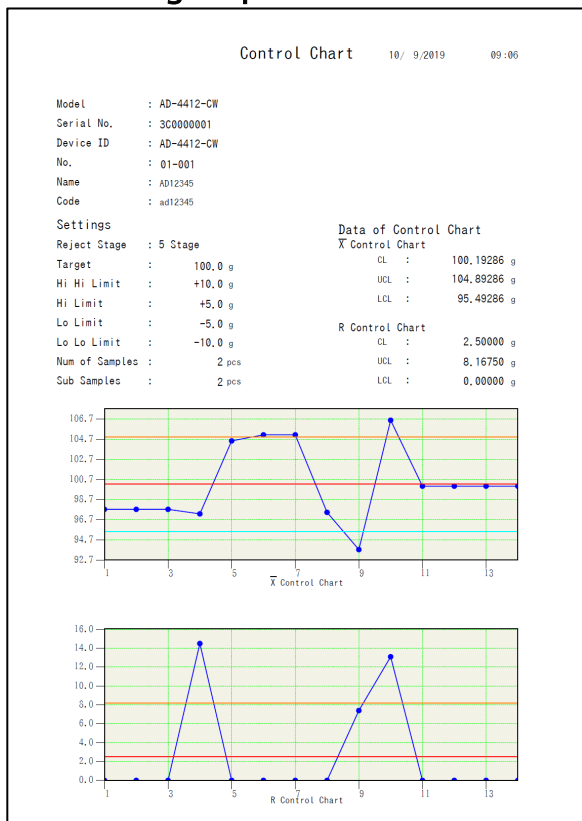 Control Chart 10/ 9/2019 09:06
Model : AD-4412-CW
Serial No. : 3C0000001
Device ID : AD-4412-CW
No. : 01-001
Name : AD12345
Code : ad12345
Settings
Reject Stage : 5 Stage
Target : 100.0 g
Hi Hi Limit : +10.0 g
Hi Limit : +5.0 g
Lo Limit : -5.0 g
Lo Lo Limit : -10.0 g
Num of Samples : 2 pcs
Sub Samples : 2 pcs
Data of Control Chart
X̅ Control Chart
CL : 100.19286 g
UCL : 104.89286 g
LCL : 95.49286 g
R Control Chart
CL : 2.50000 g
UCL : 8.16750 g
LCL : 0.00000 g
106.7
104.7
102.7
100.7
98.7
96.7
94.7
92.7
1 3 5 7 9 11 13
X̅ Control Chart
16.0
14.0
12.0
10.0
8.0
6.0
4.0
2.0
0.0
1 3 5 7 9 11 13
R Control Chart